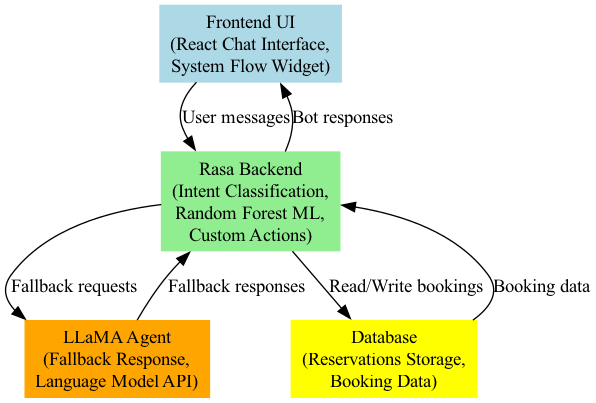 Frontend UI
(React Chat Interface,
System Flow Widget)
User messages
Bot responses
Rasa Backend
(Intent Classification,
Random Forest ML,
Custom Actions)
Fallback requests
Fallback responses
Read/Write bookings
Booking data
LLaMA Agent
(Fallback Response,
Language Model API)
Database
(Reservations Storage,
Booking Data)